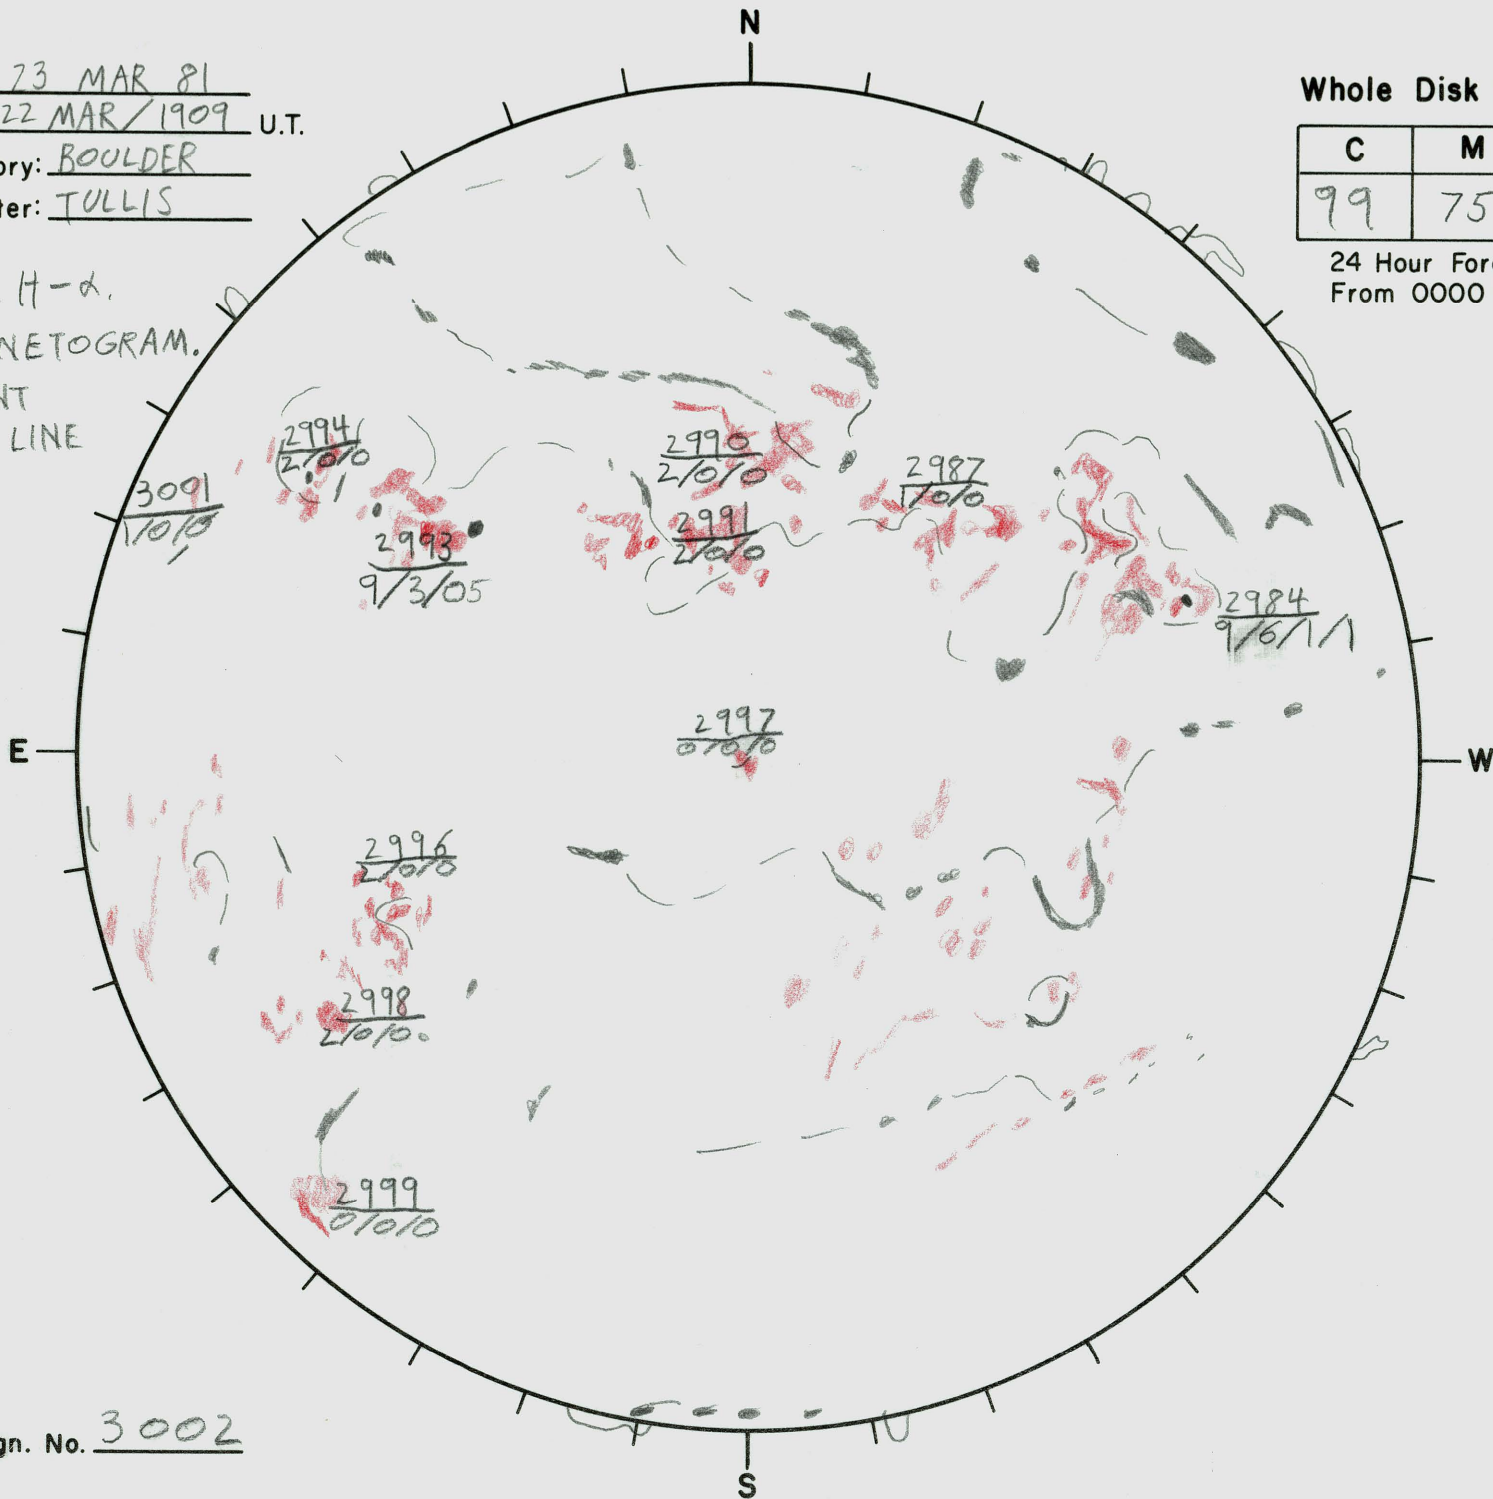 N
23 MAR 81
22 MAR/1909 U.T.
ory: BOULDER
ter: TULLIS
H-α.
NETOGRAM.
NT
LINE
Whole Disk
C M
99 75
24 Hour For
From 0000
2994
2/0/0
3001
1/0/0
2993
9/3/05
2990
2/0/0
2991
2/0/0
2987
1/0/0
2984
9/6/1/1
E
2997
0/0/0
W
2996
2/0/0
2998
2/0/0
2999
0/0/0
gn. No. 3002
S